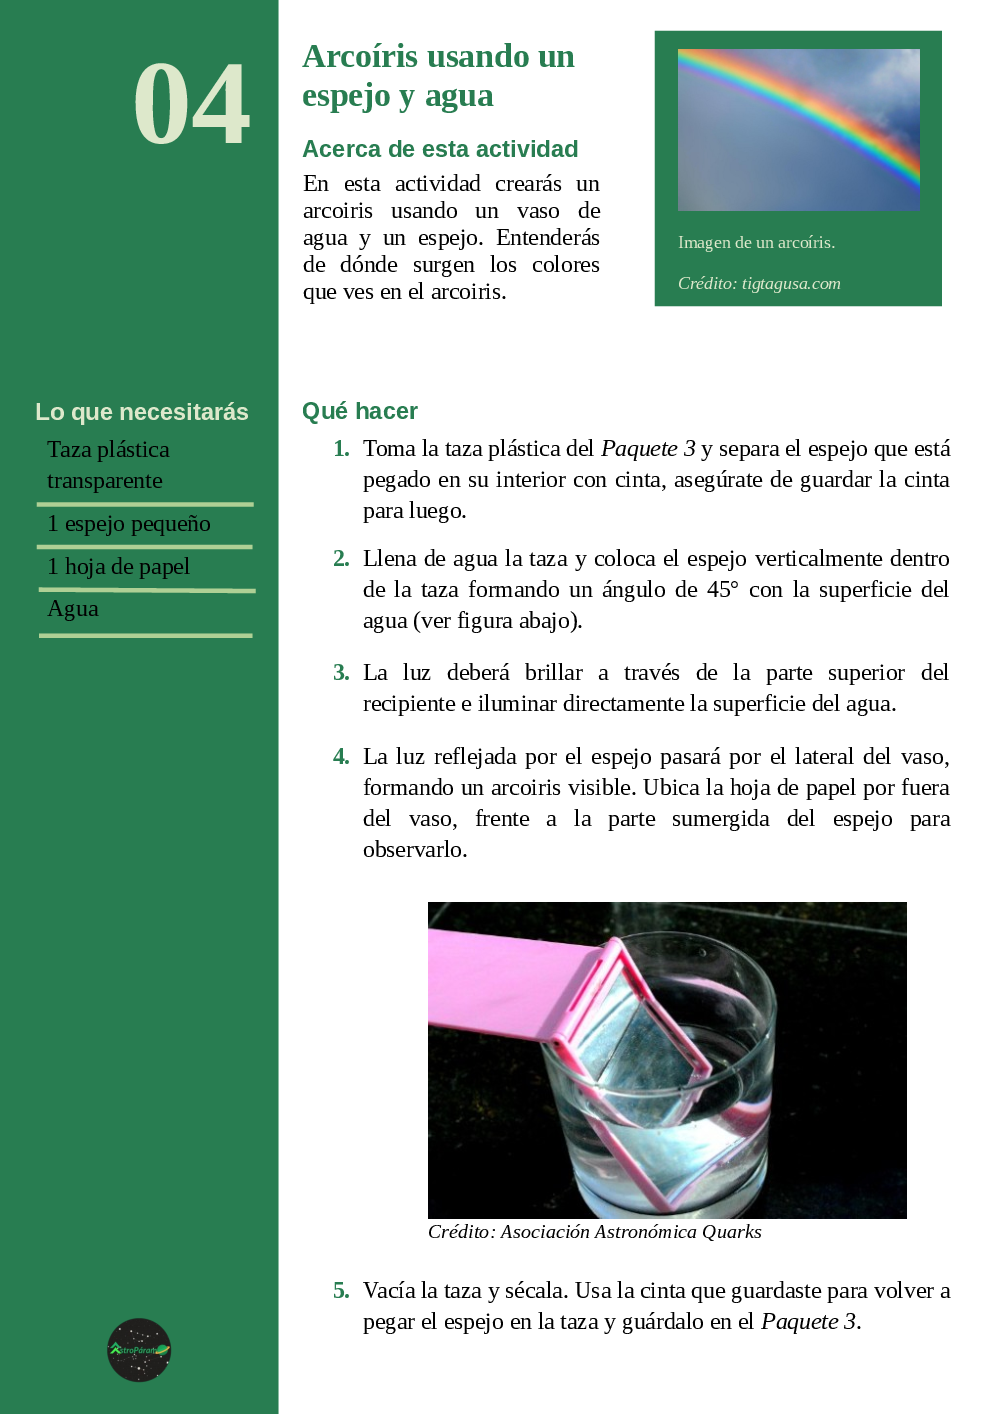 04
Arcoíris usando un
espejo y agua
Acerca de esta actividad
En esta actividad crearás un
arcoiris usando un vaso de
agua y un espejo. Entenderás
de dónde surgen los colores
que ves en el arcoiris.
Imagen de un arcoíris.
Crédito: tigtagusa.com
Lo que necesitarás
Taza plástica
transparente
1 espejo pequeño
1 hoja de papel
Agua
Qué hacer
1. Toma la taza plástica del Paquete 3 y separa el espejo que está
pegado en su interior con cinta, asegúrate de guardar la cinta
para luego.
2. Llena de agua la taza y coloca el espejo verticalmente dentro
de la taza formando un ángulo de 45° con la superficie del
agua (ver figura abajo).
3. La luz deberá brillar a través de la parte superior del
recipiente e iluminar directamente la superficie del agua.
4. La luz reflejada por el espejo pasará por el lateral del vaso,
formando un arcoiris visible. Ubica la hoja de papel por fuera
del vaso, frente a la parte sumergida del espejo para
observarlo.
Crédito: Asociación Astronómica Quarks
5. Vacía la taza y sécala. Usa la cinta que guardaste para volver a
pegar el espejo en la taza y guárdalo en el Paquete 3.